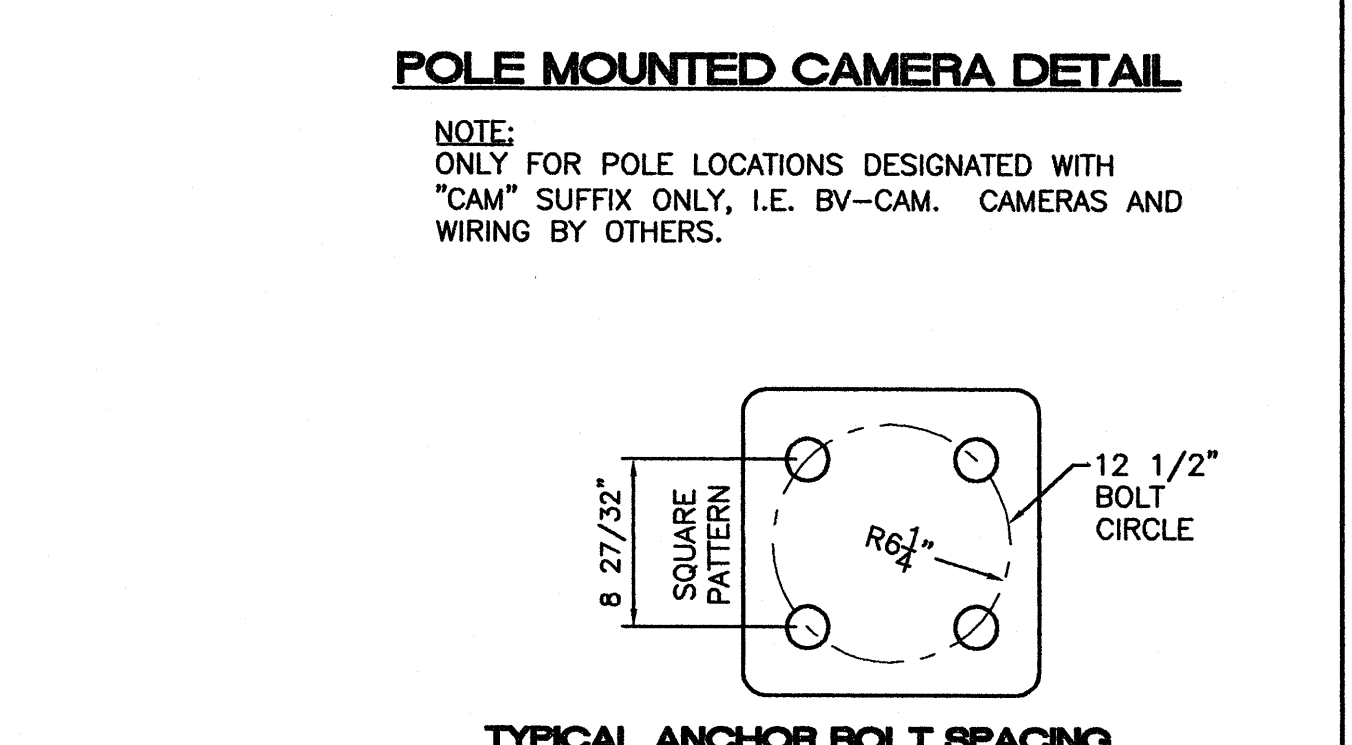 POLE MOUNTED CAMERA DETAIL
NOTE:
ONLY FOR POLE LOCATIONS DESIGNATED WITH
"CAM" SUFFIX ONLY, I.E. BV-CAM. CAMERAS AND
WIRING BY OTHERS.
8 27/32"
SQUARE
PATTERN
R6 1/4"
12 1/2"
BOLT
CIRCLE
TYPICAL ANCHOR BOLT SPACING